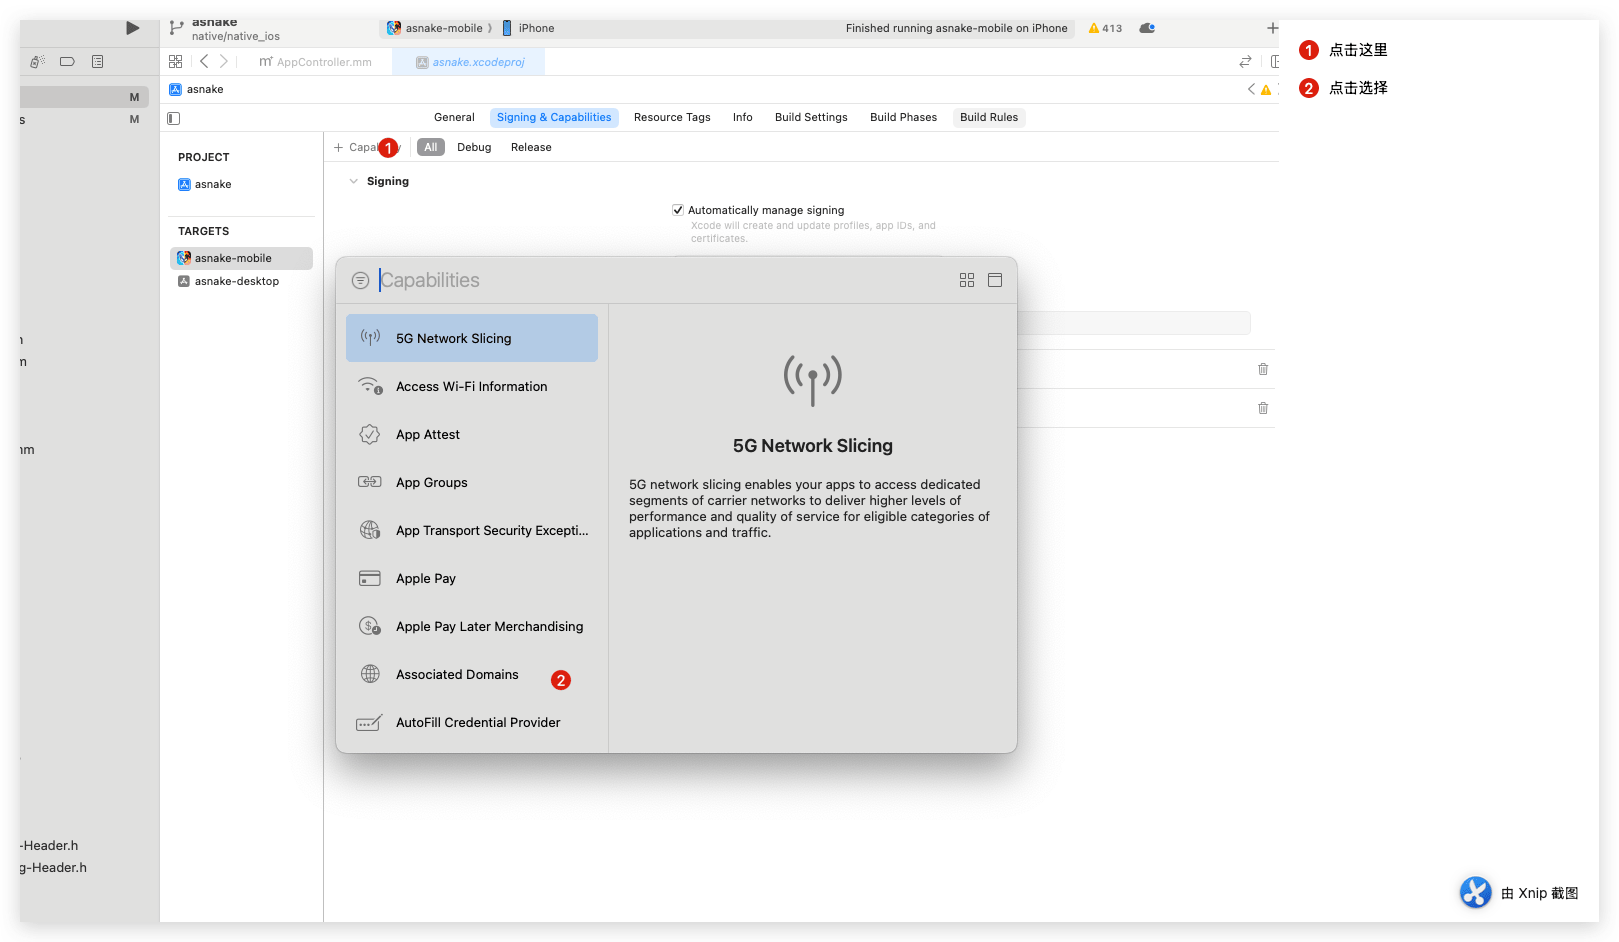 asnake
native/native_ios
asnake-mobile
iPhone
Finished running asnake-mobile on iPhone
413
AppController.mm
asnake.xcodeproj
M
asnake
s
M
General
Signing & Capabilities
Resource Tags
Info
Build Settings
Build Phases
Build Rules
PROJECT
asnake
TARGETS
asnake-mobile
asnake-desktop
1
All
Debug
Release
Signing
Automatically manage signing
Xcode will create and update profiles, app IDs, and
certificates.
Capabilities
5G Network Slicing
Access Wi-Fi Information
App Attest
App Groups
App Transport Security Excepti...
Apple Pay
Apple Pay Later Merchandising
Associated Domains
2
AutoFill Credential Provider
5G Network Slicing
5G network slicing enables your apps to access dedicated
segments of carrier networks to deliver higher levels of
performance and quality of service for eligible categories of
applications and traffic.
-Header.h
g-Header.h
1 点击这里
2 点击选择
由 Xnip 截图